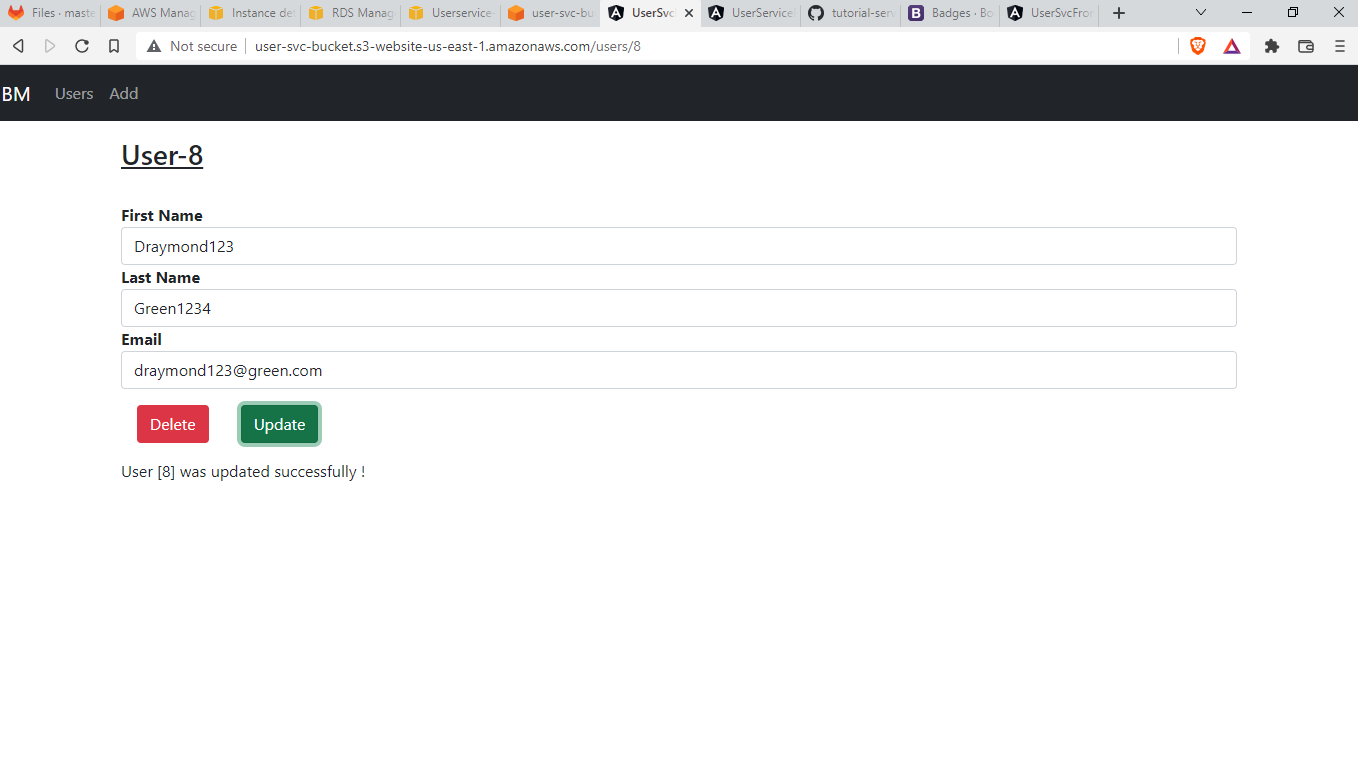 Files · maste
AWS Manag
Instance det
RDS Manag
Userservice-
user-svc-bu
UserSvc
UserService
tutorial-serv
Badges · Bo
UserSvcFron
Not secure
user-svc-bucket.s3-website-us-east-1.amazonaws.com/users/8
BM Users Add
User-8
First Name
Draymond123
Last Name
Green1234
Email
draymond123@green.com
Delete Update
User [8] was updated successfully !